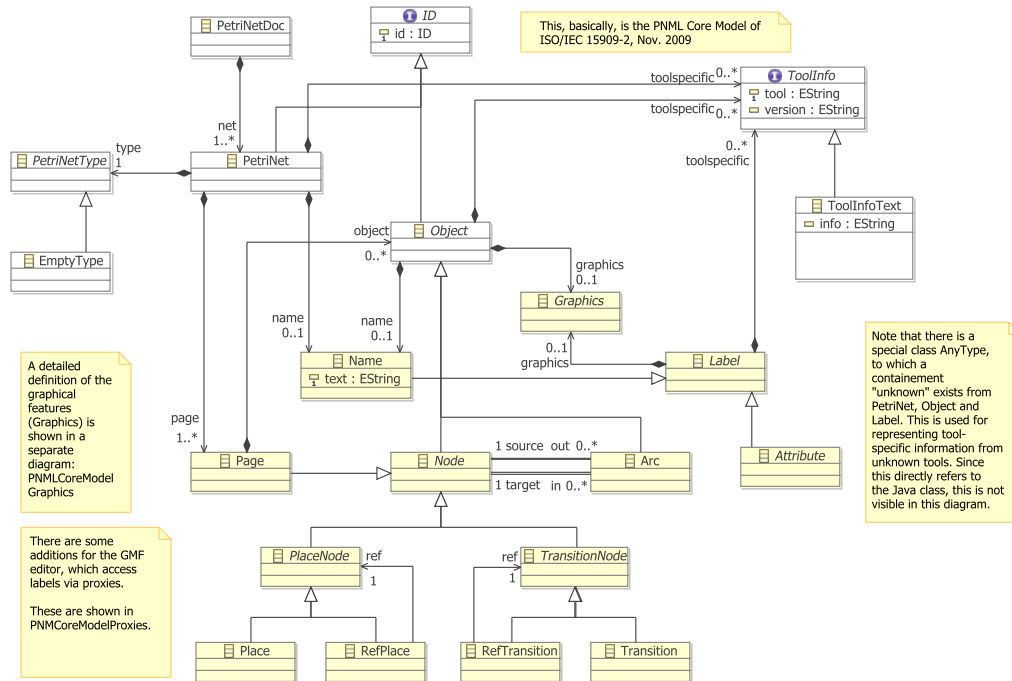 ID
id : ID
PetriNetDoc
This, basically, is the PNML Core Model of
ISO/IEC 15909-2, Nov. 2009
toolspecific 0..*
toolspecific 0..*
ToolInfo
tool : EString
version : EString
net
1..*
0..*
toolspecific
type
1
PetriNetType
PetriNet
ToolInfoText
info : EString
object
0..*
Object
EmptyType
graphics
0..1
Graphics
name
0..1
name
0..1
0..1
graphics
Name
text : EString
Label
A detailed
definition of the
graphical
features
(Graphics) is
shown in a
separate
diagram:
PNMLCoreModel
Graphics
Note that there is a
special class AnyType,
to which a
containement
"unknown" exists from
PetriNet, Object and
Label. This is used for
representing tool-
specific information from
unknown tools. Since
this directly refers to
the Java class, this is not
visible in this diagram.
page
1..*
1 source out 0..*
Page
Node
Arc
Attribute
1 target in 0..*
There are some
additions for the GMF
editor, which access
labels via proxies.
These are shown in
PNMCoreModelProxies.
PlaceNode
ref
1
ref
1
TransitionNode
Place
RefPlace
RefTransition
Transition